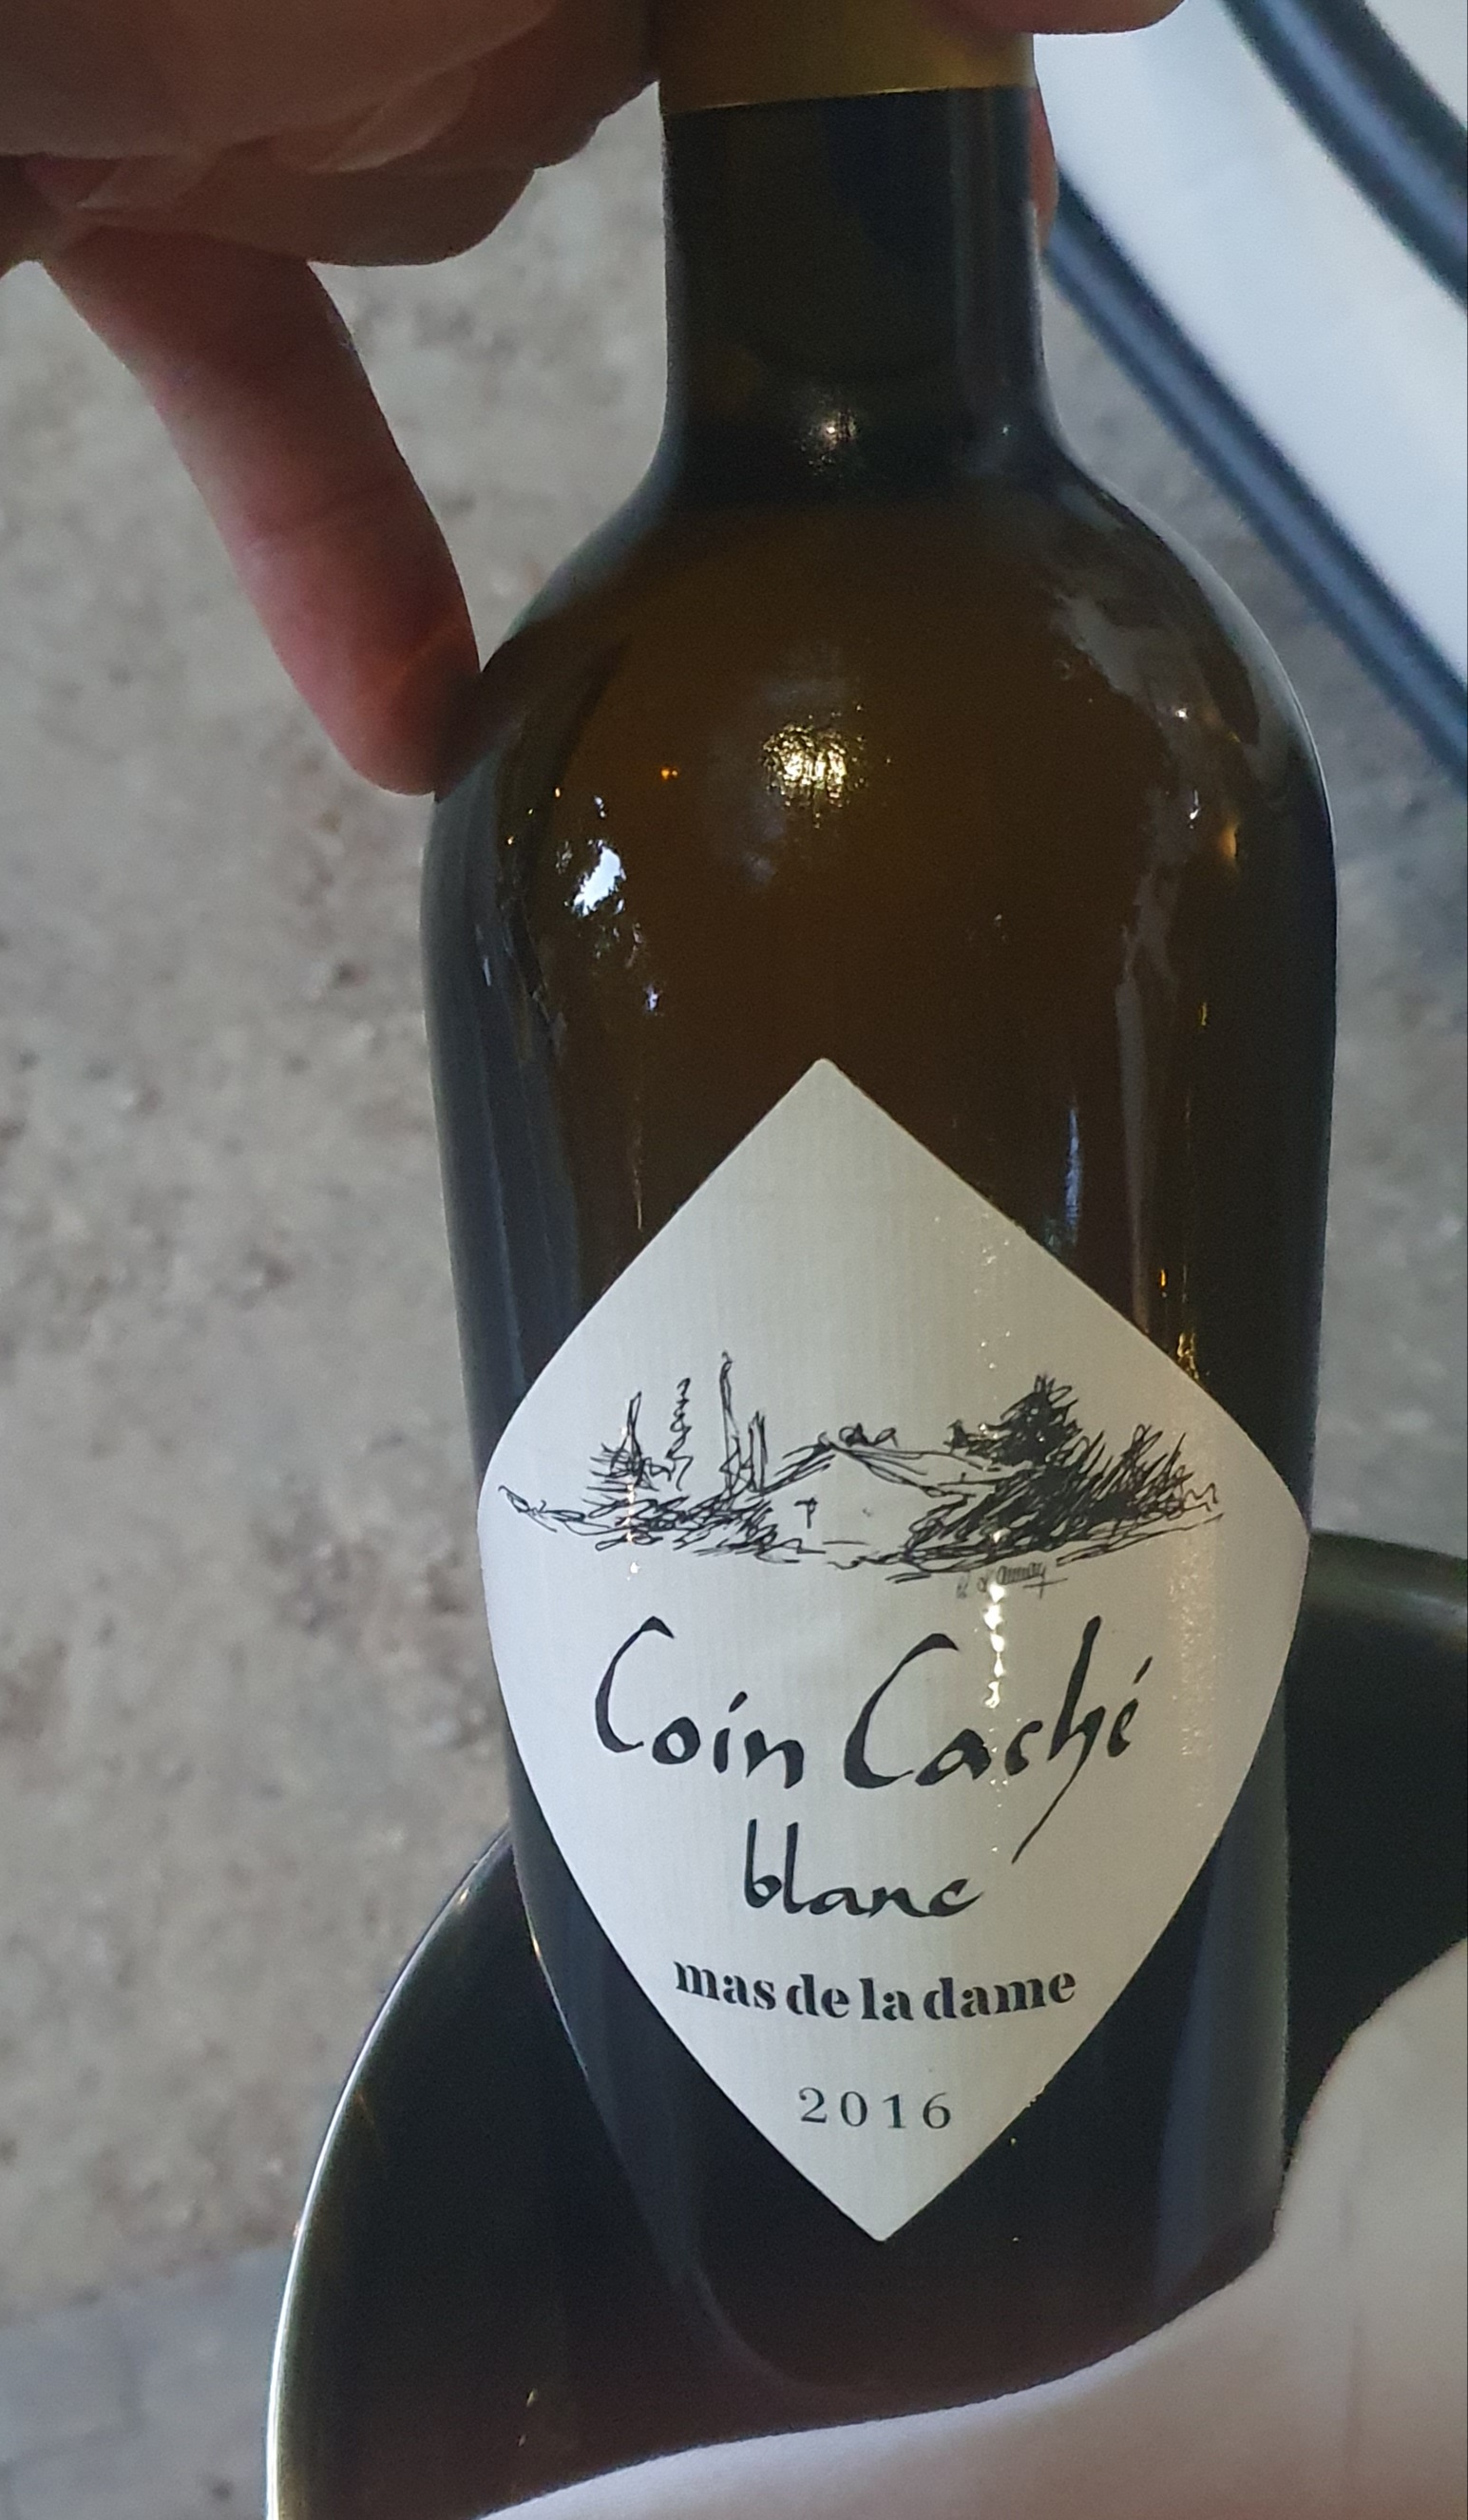 Coin Caché
blanc
mas de la dame
2016